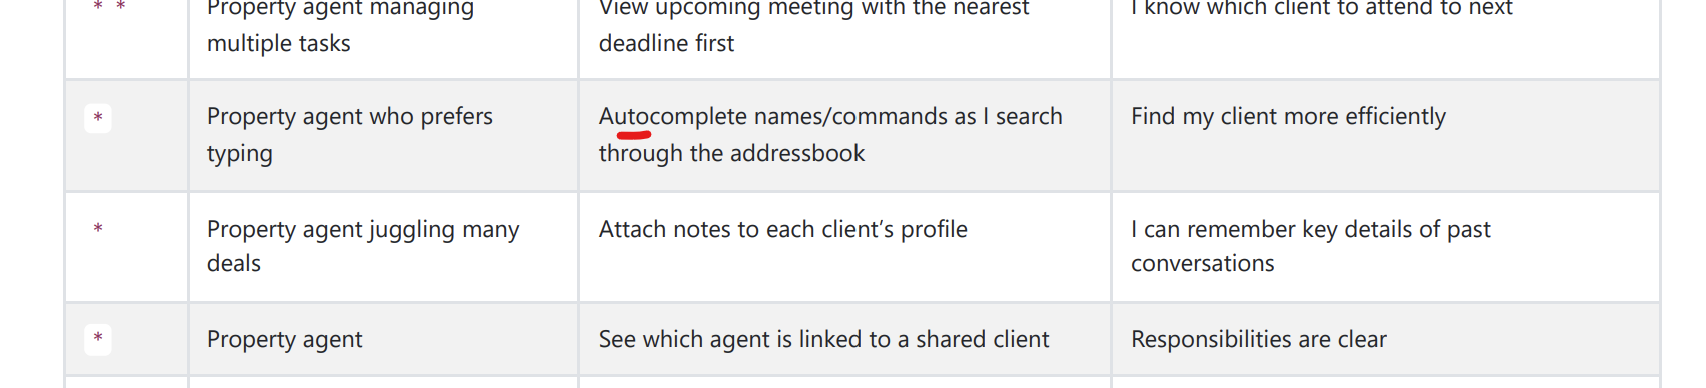 * * Property agent managing View upcoming meeting with the nearest I know which client to attend to next
multiple tasks deadline first
* Property agent who prefers Autocomplete names/commands as I search Find my client more efficiently
typing through the addressbook
* Property agent juggling many Attach notes to each client’s profile I can remember key details of past
deals conversations
* Property agent See which agent is linked to a shared client Responsibilities are clear